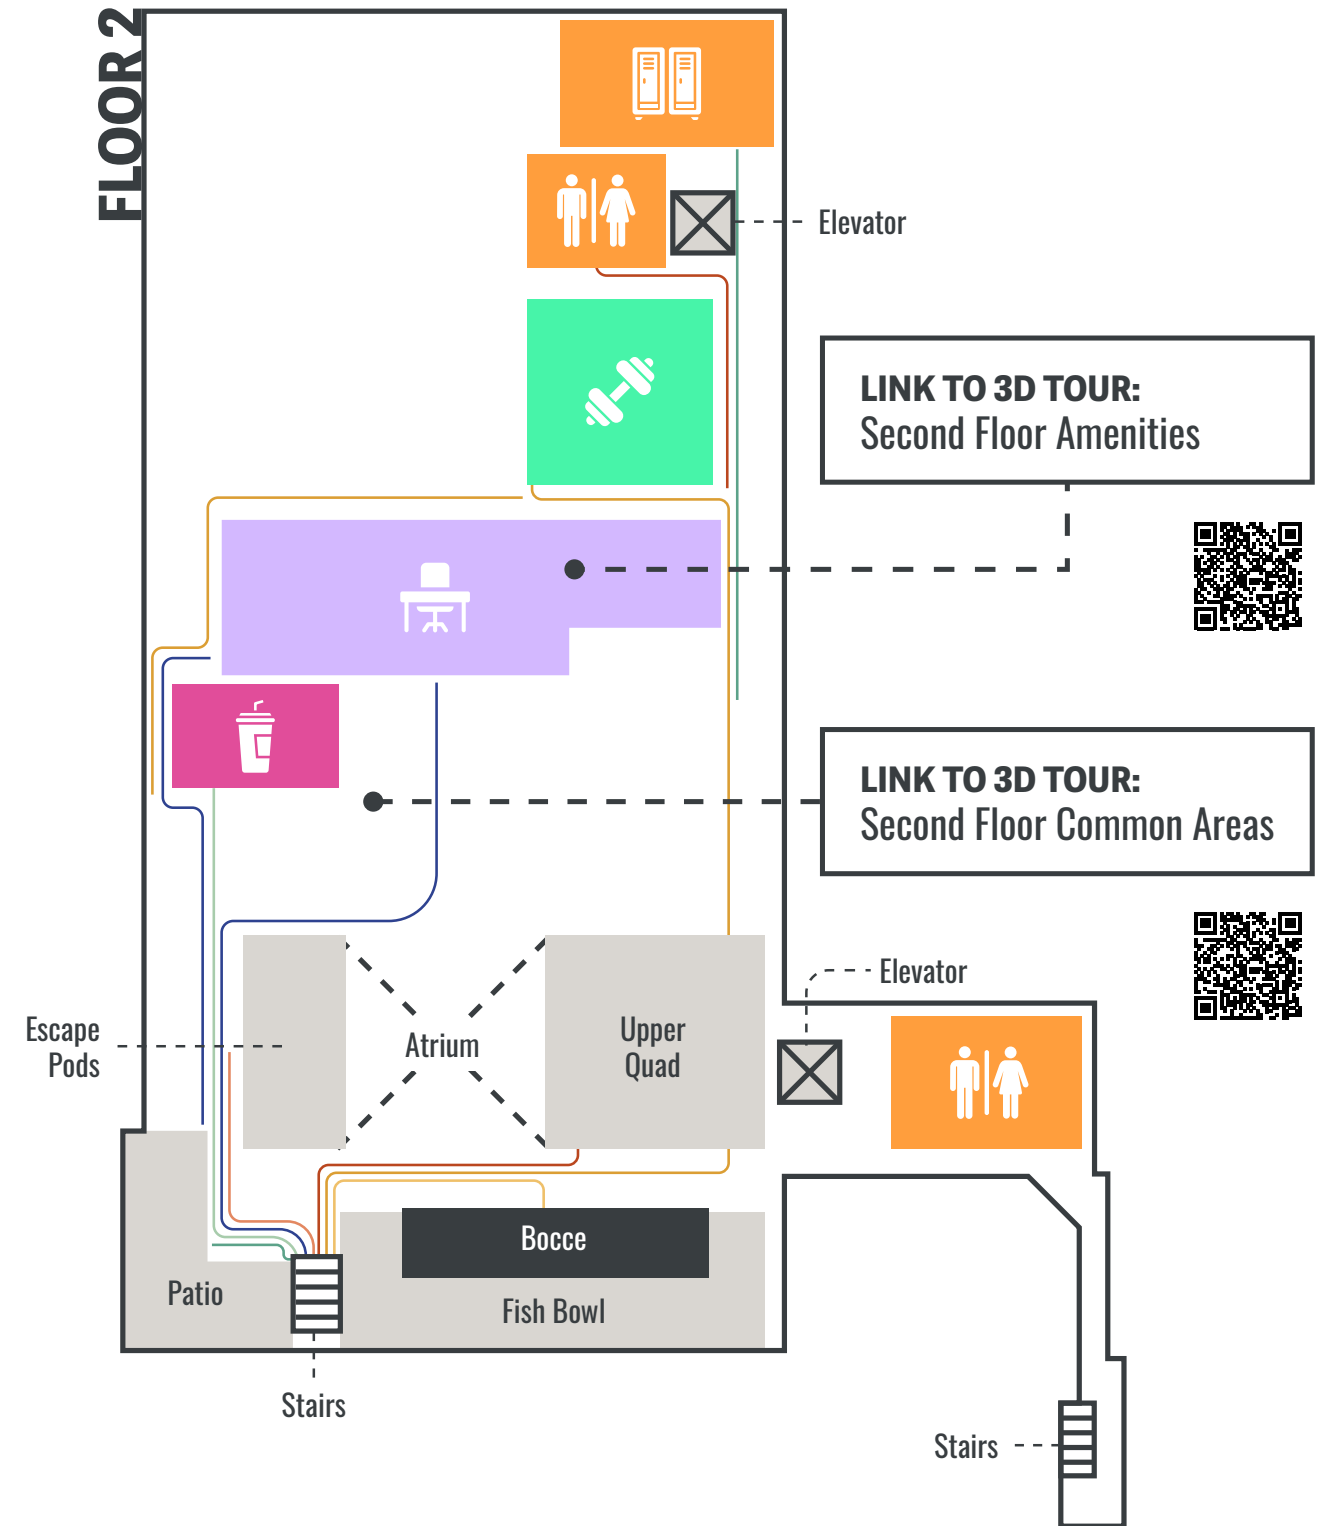 FLOOR 2
Elevator
LINK TO 3D TOUR:
Second Floor Amenities
LINK TO 3D TOUR:
Second Floor Common Areas
Elevator
Escape
Pods
Atrium
Upper
Quad
Bocce
Patio
Fish Bowl
Stairs
Stairs